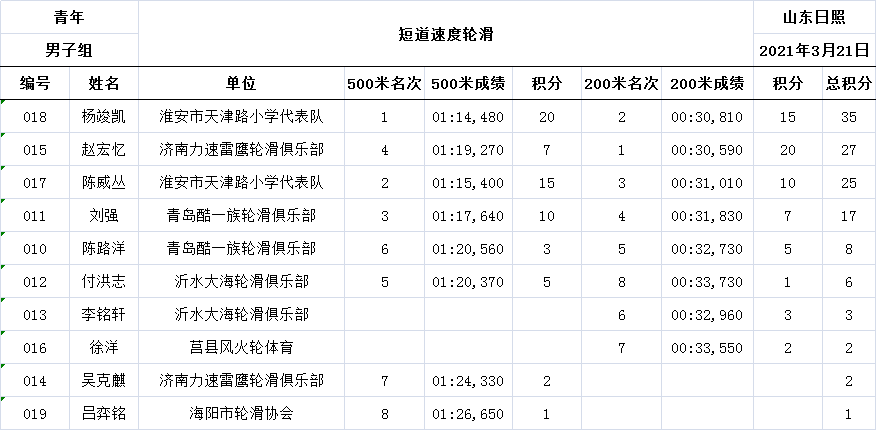 青年 短道速度轮滑 山东日照
男子组 2021年3月21日
编号 姓名 单位 500米名次 500米成绩 积分 200米名次 200米成绩 积分 总积分
018 杨竣凯 淮安市天津路小学代表队 1 01:14,480 20 2 00:30,810 15 35
015 赵宏忆 济南力速雷鹰轮滑俱乐部 4 01:19,270 7 1 00:30,590 20 27
017 陈威丛 淮安市天津路小学代表队 2 01:15,400 15 3 00:31,010 10 25
011 刘强 青岛酷一族轮滑俱乐部 3 01:17,640 10 4 00:31,830 7 17
010 陈路洋 青岛酷一族轮滑俱乐部 6 01:20,560 3 5 00:32,730 5 8
012 付洪志 沂水大海轮滑俱乐部 5 01:20,370 5 8 00:33,730 1 6
013 李铭轩 沂水大海轮滑俱乐部 6 00:32,960 3 3
016 徐洋 莒县风火轮体育 7 00:33,550 2 2
014 吴克麒 济南力速雷鹰轮滑俱乐部 7 01:24,330 2 2
019 吕弈铭 海阳市轮滑协会 8 01:26,650 1 1